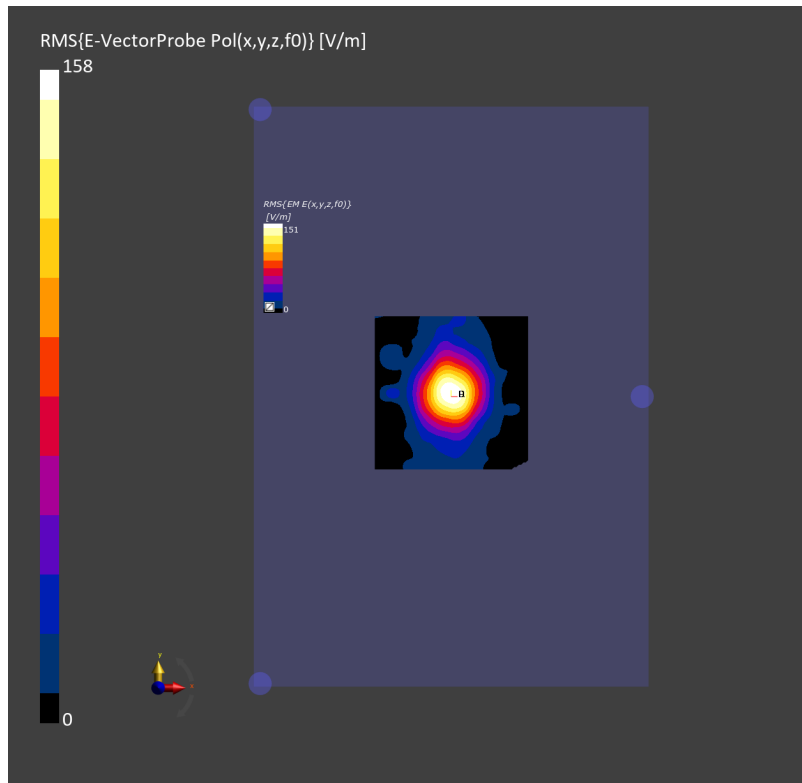 RMS{E-VectorProbe Pol(x,y,z,f0)} [V/m]
158
RMS{EM E(x,y,z,f0)}
[V/m]
151
0
y
x
0